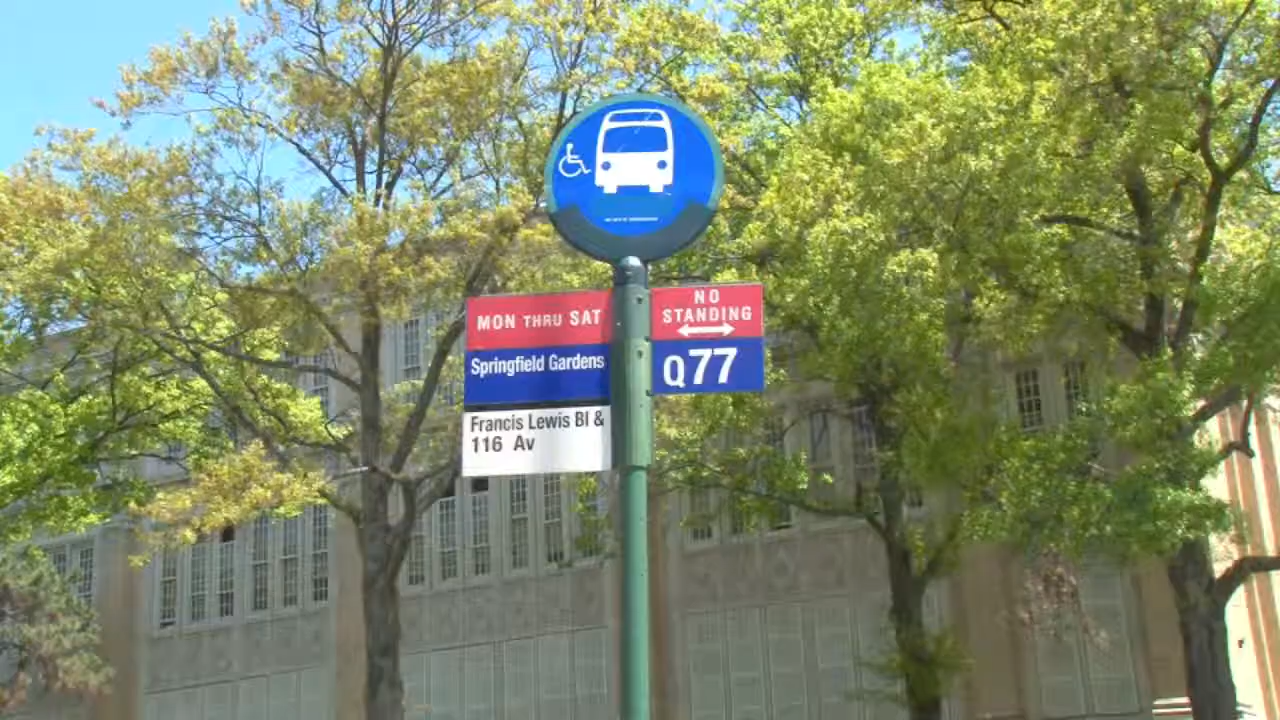 MON THRU SAT
Springfield Gardens
Francis Lewis Bl &
116 Av
NO
STANDING
Q77